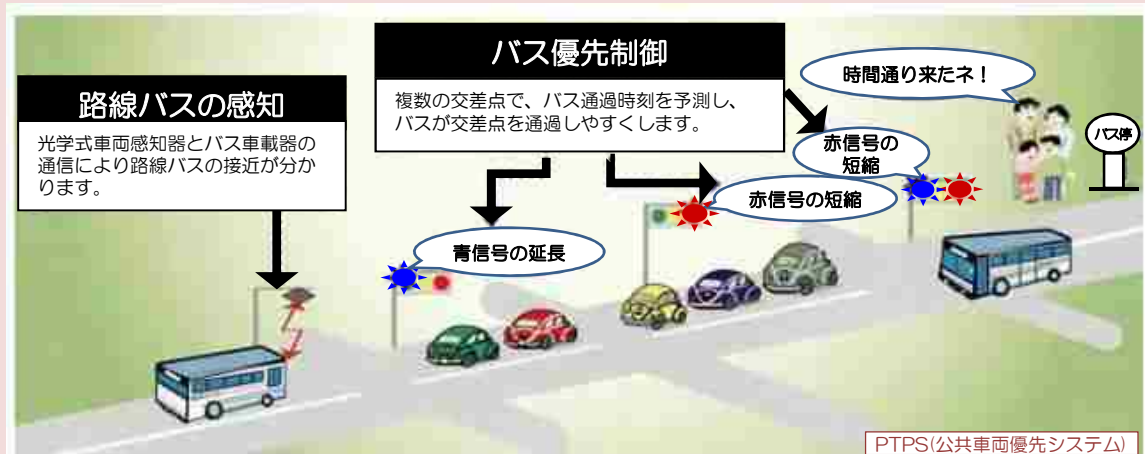 路線バスの感知
光学式車両感知器とバス車載器の
通信により路線バスの接近が分か
ります。
バス優先制御
複数の交差点で、バス通過時刻を予測し、
バスが交差点を通過しやすくします。
青信号の延長
赤信号の短縮
赤信号の
短縮
時間通り来たネ！
バス停
PTPS(公共車両優先システム)